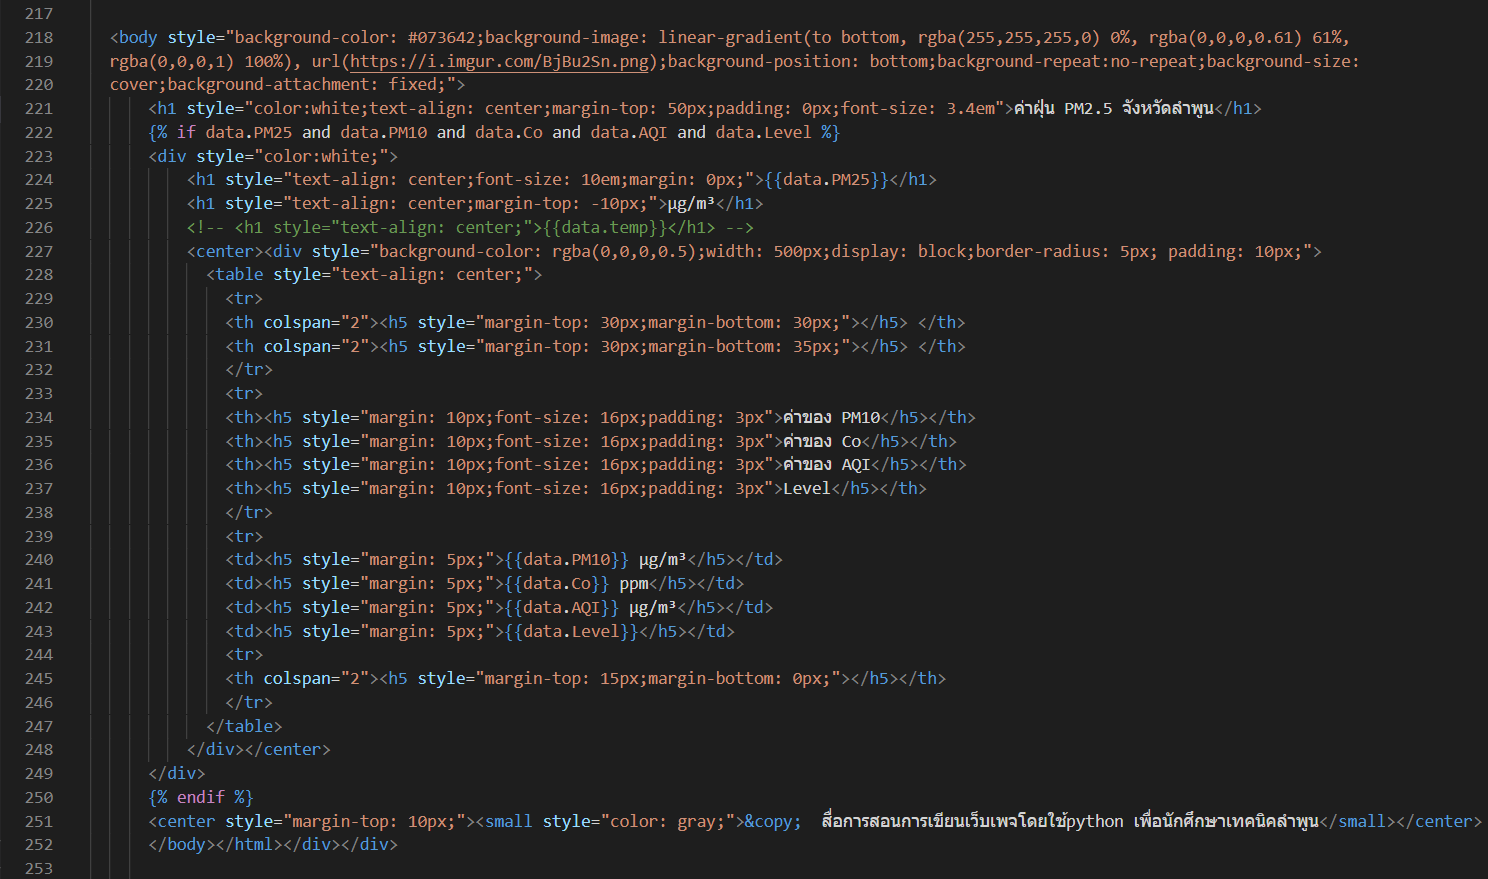 217
218 <body style="background-color: #073642;background-image: linear-gradient(to bottom, rgba(255,255,255,0) 0%, rgba(0,0,0,0.61) 61%,
219 rgba(0,0,0,1) 100%), url(https://i.imgur.com/BjBu2Sn.png);background-position: bottom;background-repeat:no-repeat;background-size:
220 cover;background-attachment: fixed;">
221 <h1 style="color:white;text-align: center;margin-top: 50px;padding: 0px;font-size: 3.4em">ค่าฝุ่น PM2.5 จังหวัดลำพูน</h1>
222 {% if data.PM25 and data.PM10 and data.Co and data.AQI and data.Level %}
223 <div style="color:white;">
224 <h1 style="text-align: center;font-size: 10em;margin: 0px;">{{data.PM25}}</h1>
225 <h1 style="text-align: center;margin-top: -10px;">µg/m³</h1>
226 <!-- <h1 style="text-align: center;">{{data.temp}}</h1> -->
227 <center><div style="background-color: rgba(0,0,0,0.5);width: 500px;display: block;border-radius: 5px; padding: 10px;">
228 <table style="text-align: center;">
229 <tr>
230 <th colspan="2"><h5 style="margin-top: 30px;margin-bottom: 30px;"></h5> </th>
231 <th colspan="2"><h5 style="margin-top: 30px;margin-bottom: 35px;"></h5> </th>
232 </tr>
233 <tr>
234 <th><h5 style="margin: 10px;font-size: 16px;padding: 3px">ค่าของ PM10</h5></th>
235 <th><h5 style="margin: 10px;font-size: 16px;padding: 3px">ค่าของ Co</h5></th>
236 <th><h5 style="margin: 10px;font-size: 16px;padding: 3px">ค่าของ AQI</h5></th>
237 <th><h5 style="margin: 10px;font-size: 16px;padding: 3px">Level</h5></th>
238 </tr>
239 <tr>
240 <td><h5 style="margin: 5px;">{{data.PM10}} µg/m³</h5></td>
241 <td><h5 style="margin: 5px;">{{data.Co}} ppm</h5></td>
242 <td><h5 style="margin: 5px;">{{data.AQI}} µg/m³</h5></td>
243 <td><h5 style="margin: 5px;">{{data.Level}}</h5></td>
244 <tr>
245 <th colspan="2"><h5 style="margin-top: 15px;margin-bottom: 0px;"></h5></th>
246 </tr>
247 </table>
248 </div></center>
249 </div>
250 {% endif %}
251 <center style="margin-top: 10px;"><small style="color: gray;">&copy; สื่อการสอนการเขียนเว็บเพจโดยใช้python เพื่อนักศึกษาเทคนิคลำพูน</small></center>
252 </body></html></div></div>
253